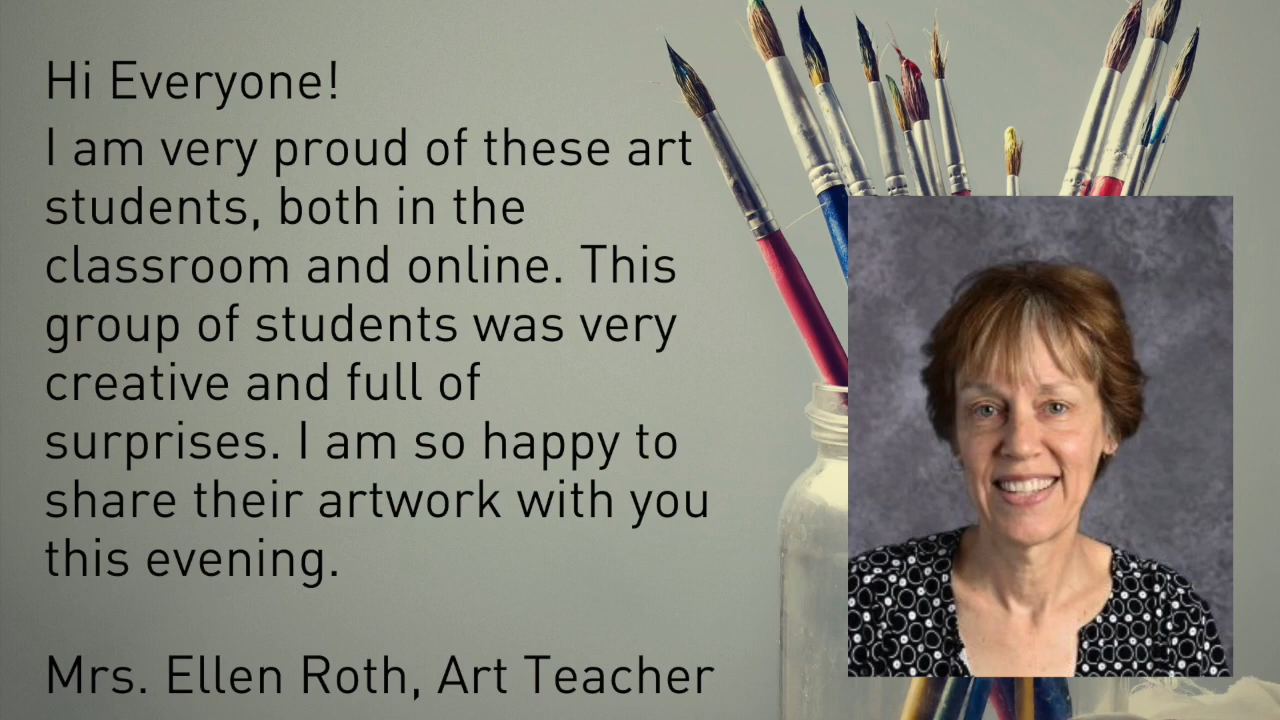 Hi Everyone!
I am very proud of these art
students, both in the
classroom and online. This
group of students was very
creative and full of
surprises. I am so happy to
share their artwork with you
this evening.
Mrs. Ellen Roth, Art Teacher